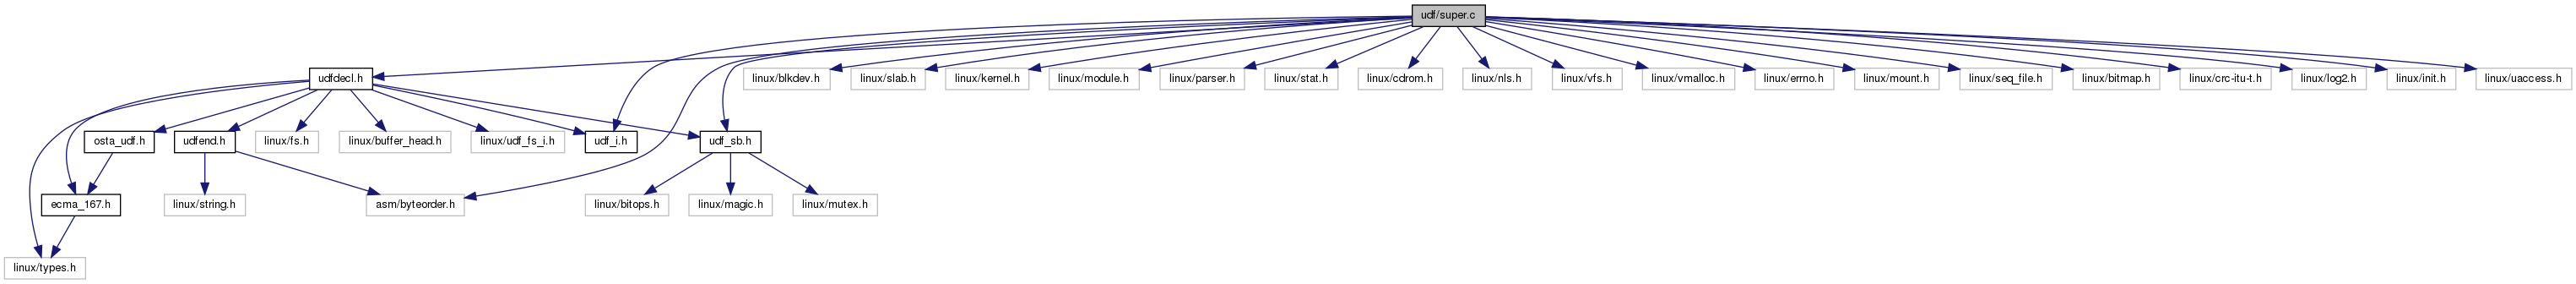 udf/super.c
udfdecl.h
linux/blkdev.h
linux/slab.h
linux/kernel.h
linux/module.h
linux/parser.h
linux/stat.h
linux/cdrom.h
linux/nls.h
linux/vfs.h
linux/vmalloc.h
linux/errno.h
linux/mount.h
linux/seq_file.h
linux/bitmap.h
linux/crc-itu-t.h
linux/log2.h
linux/init.h
linux/uaccess.h
osta_udf.h
udfend.h
linux/fs.h
linux/buffer_head.h
linux/udf_fs_i.h
udf_i.h
udf_sb.h
ecma_167.h
linux/string.h
asm/byteorder.h
linux/bitops.h
linux/magic.h
linux/mutex.h
linux/types.h